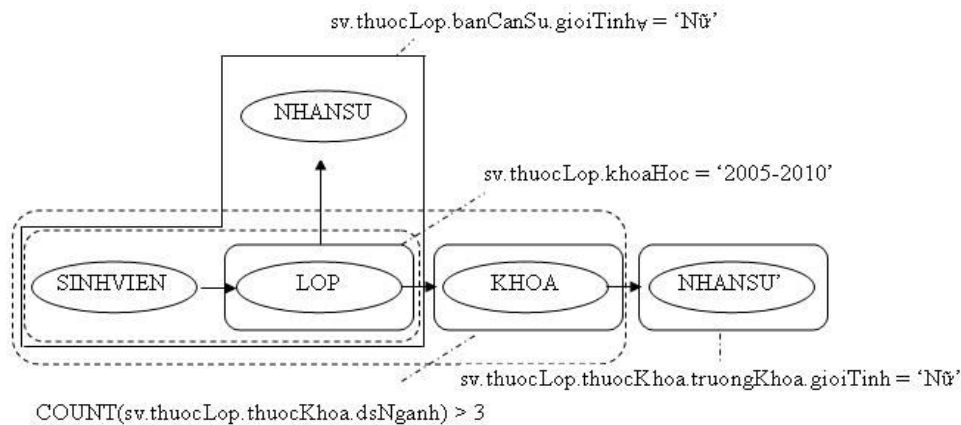 sv.thuocLop.banCanSu.gioiTinh∀ = ‘Nữ’
NHANSU
sv.thuocLop.khoaHoc = ‘2005-2010’
SINHVIEN
LOP
KHOA
NHANSU’
sv.thuocLop.thuocKhoa.truongKhoa.gioiTinh = ‘Nữ’
COUNT(sv.thuocLop.thuocKhoa.dsNganh) > 3